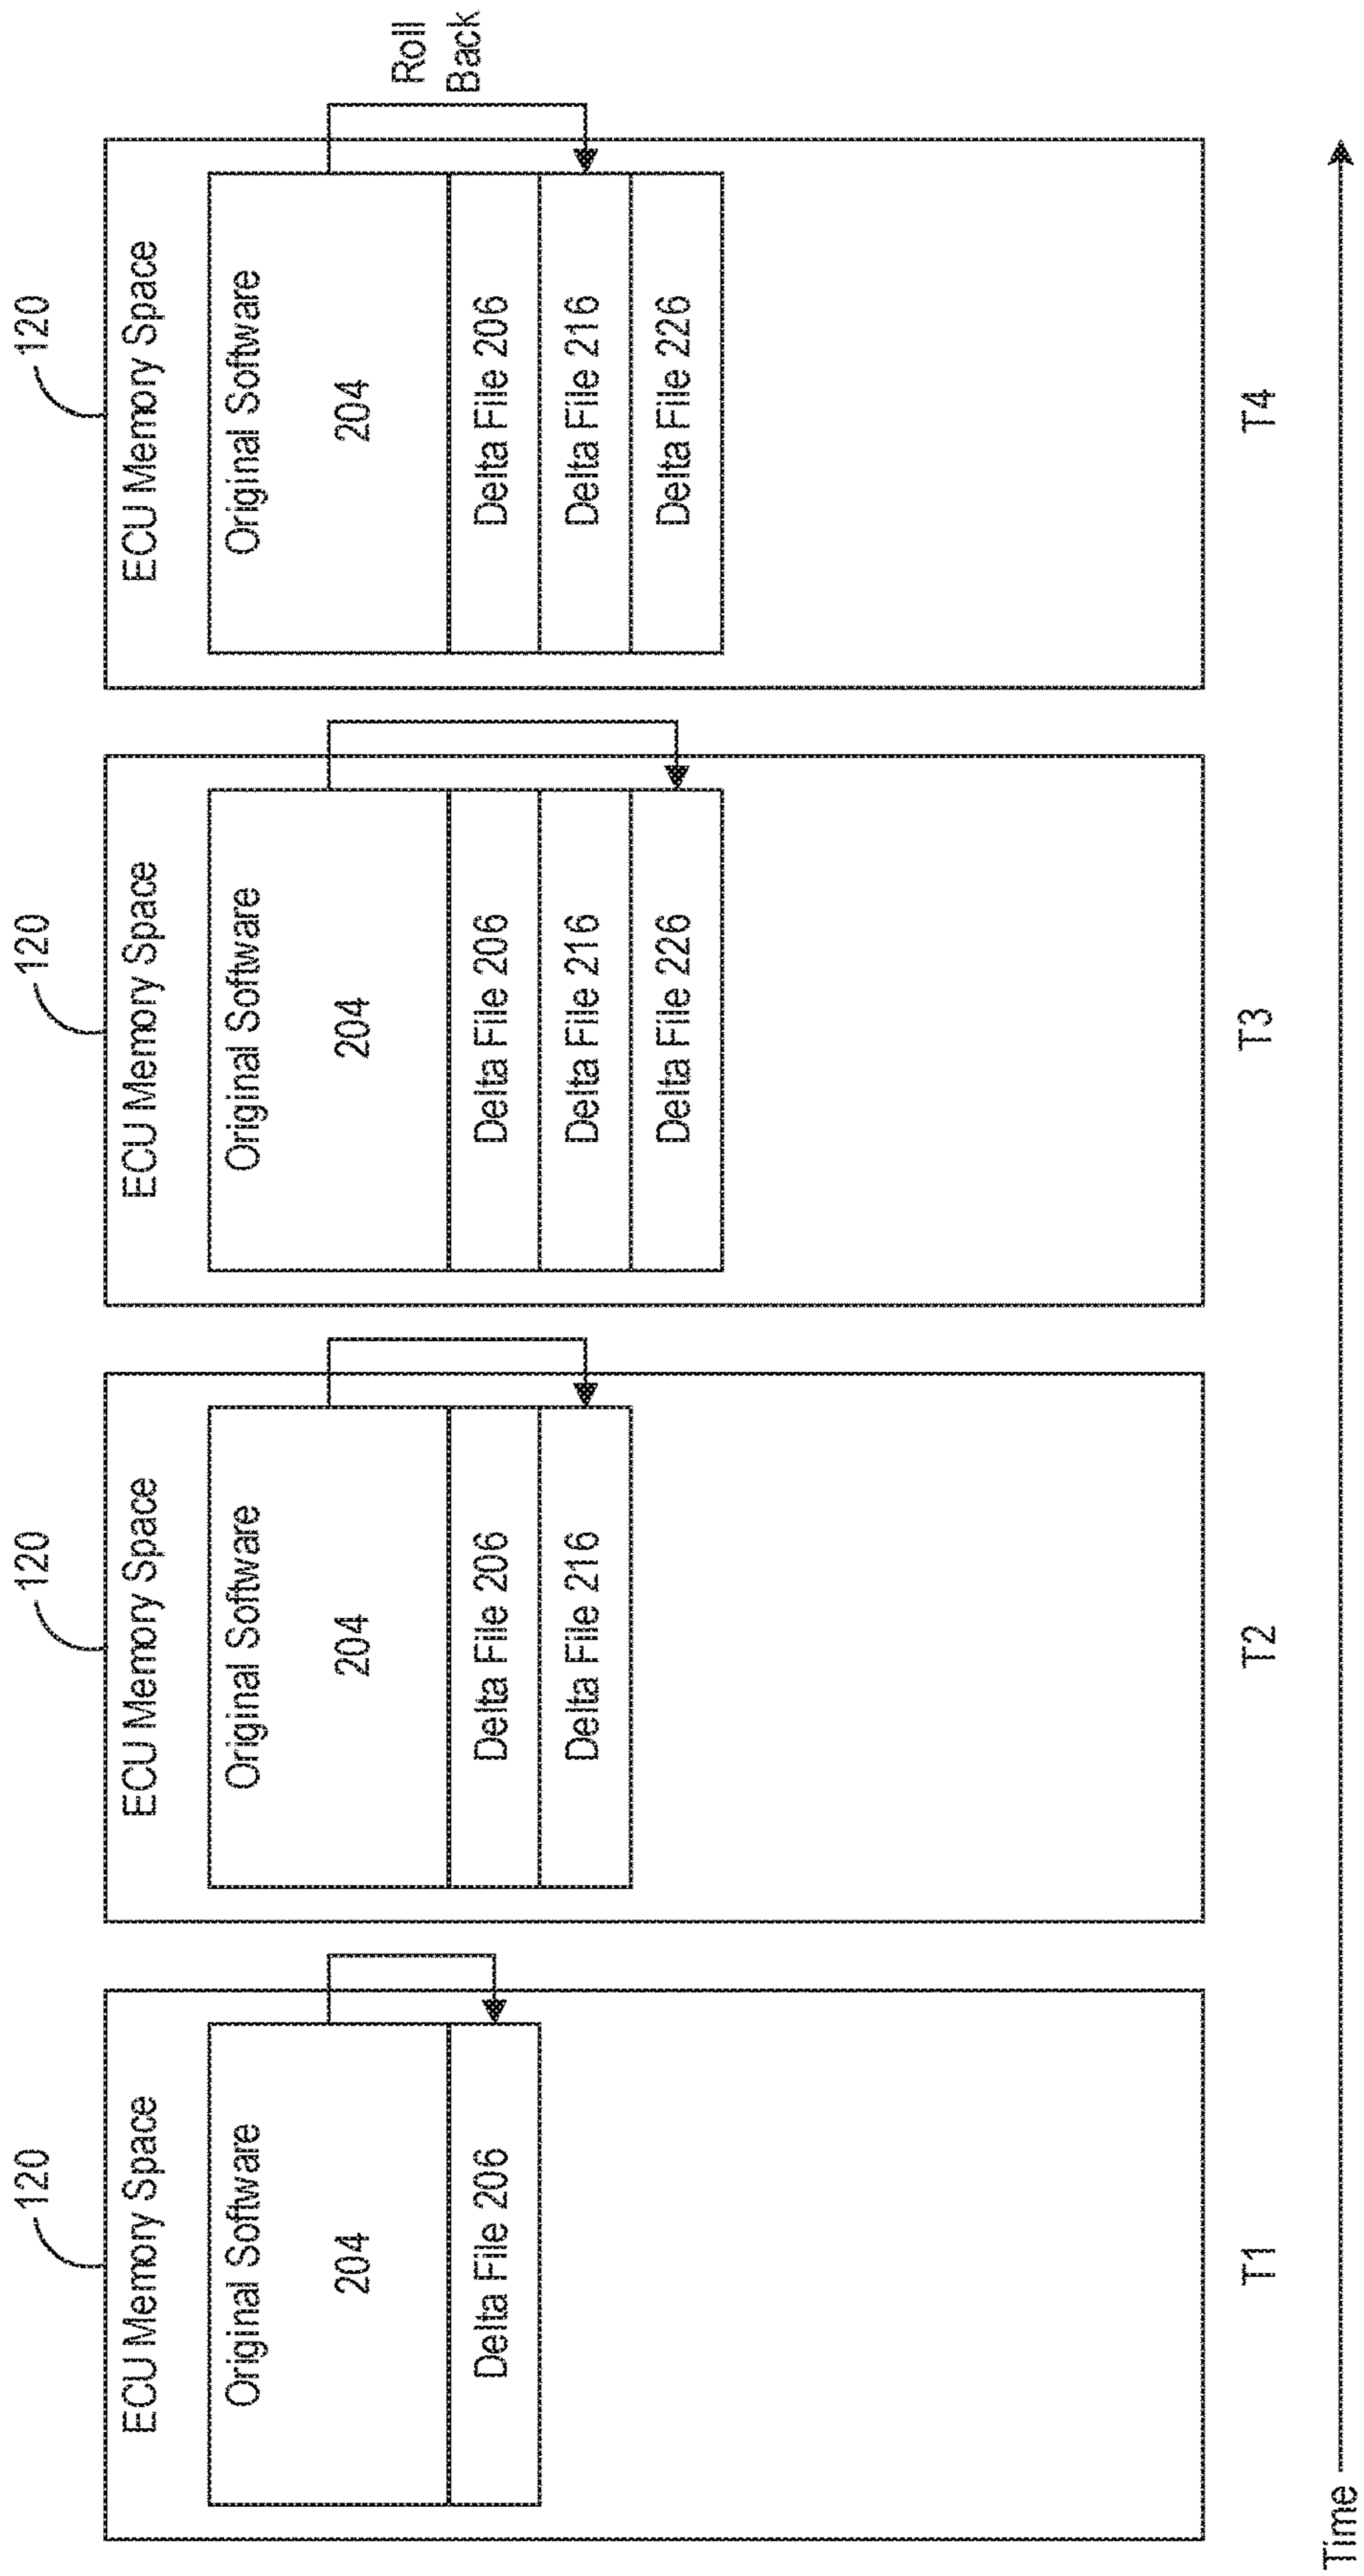 120
ECU Memory Space
Original Software
204
Delta File 206
T1
120
ECU Memory Space
Original Software
204
Delta File 206
Delta File 216
T2
120
ECU Memory Space
Original Software
204
Delta File 206
Delta File 216
Delta File 226
T3
120
ECU Memory Space
Original Software
204
Delta File 206
Delta File 216
Delta File 226
T4
Roll
Back
Time